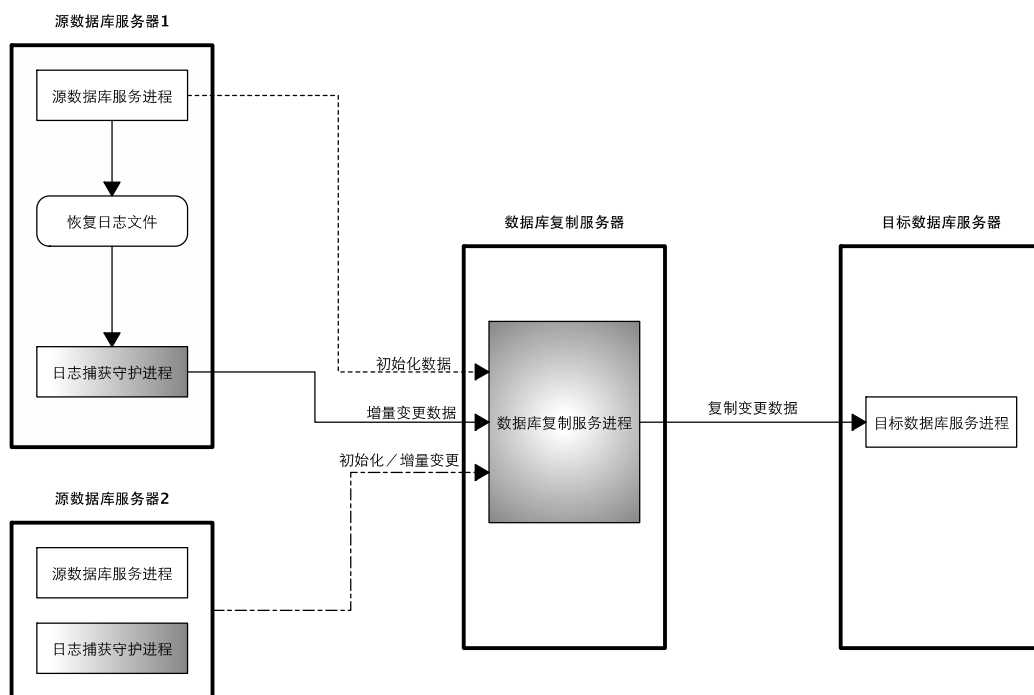 源数据库服务器1
源数据库服务进程
恢复日志文件
数据库复制服务器
目标数据库服务器
日志捕获守护进程
初始化数据
增量变更数据
数据库复制服务进程
复制变更数据
目标数据库服务进程
初始化／增量变更
源数据库服务器2
源数据库服务进程
日志捕获守护进程